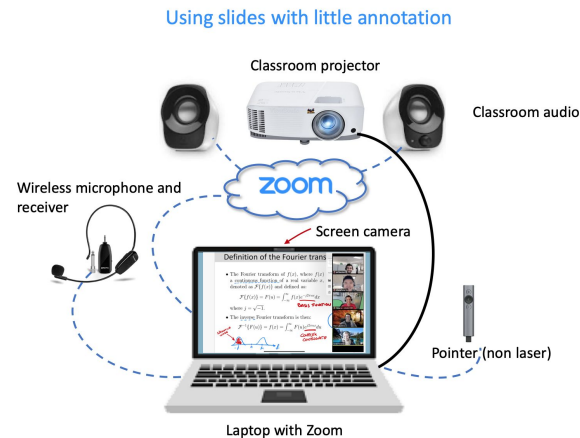 Using slides with little annotation
Classroom projector
Classroom audio
zoom
Wireless microphone and
receiver
Screen camera
Definition of the Fourier trans
• The Fourier transform of f(x), where f(x)
a continuous function of a real variable x,
denoted as F{f(x)} and defined as:
F{f(x)} = F(u) = ∫
where j = √−1.
• The inverse Fourier transform is then:
Pointer (non laser)
Laptop with Zoom